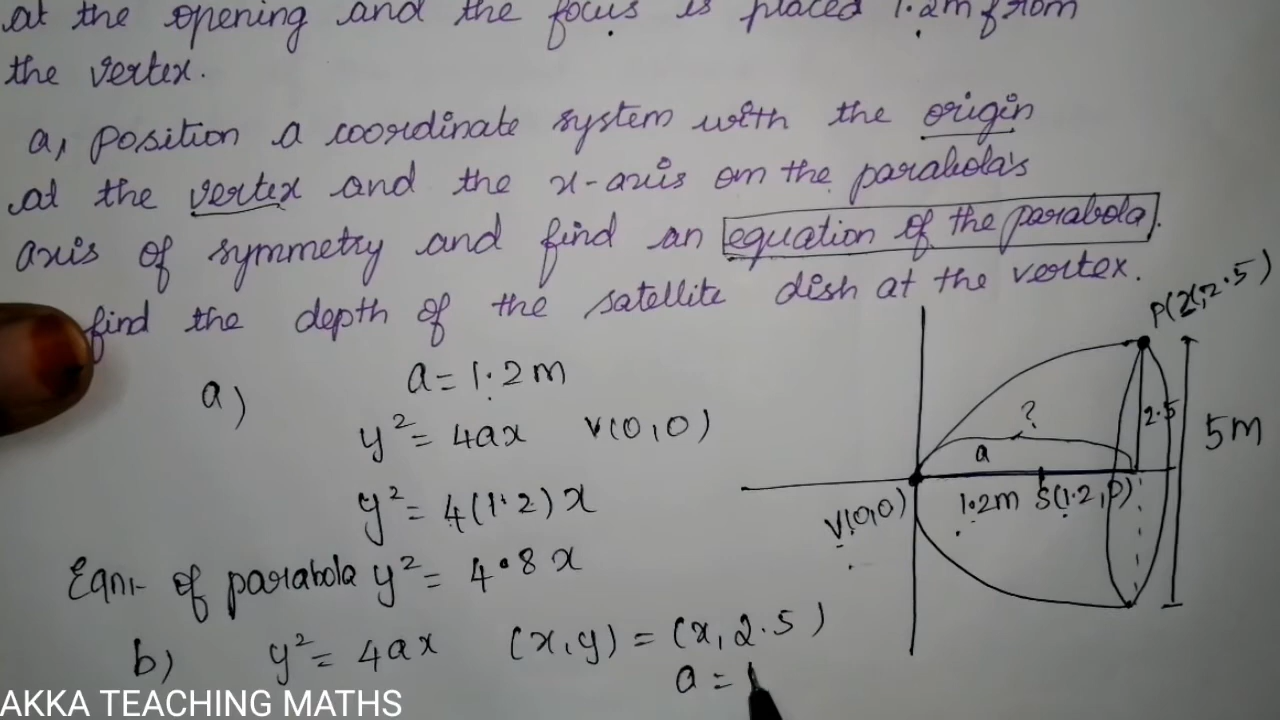 at the opening and the focus is placed 1.2m from
the vertex.
a, position a coordinate system with the origin
at the vertex and the x-axis on the parabola's
axis of symmetry and find an equation of the parabola.
find the depth of the satellite dish at the vertex.
P(x, 2.5)
a) a = 1.2m
y² = 4ax V(0,0)
?
2.5
5m
a
y² = 4(1.2)x
V(0,0) 1.2m S(1.2, 0)
Eqn:- of parabola y² = 4.8x
b) y² = 4ax (x,y) = (x, 2.5)
a =
AKKA TEACHING MATHS